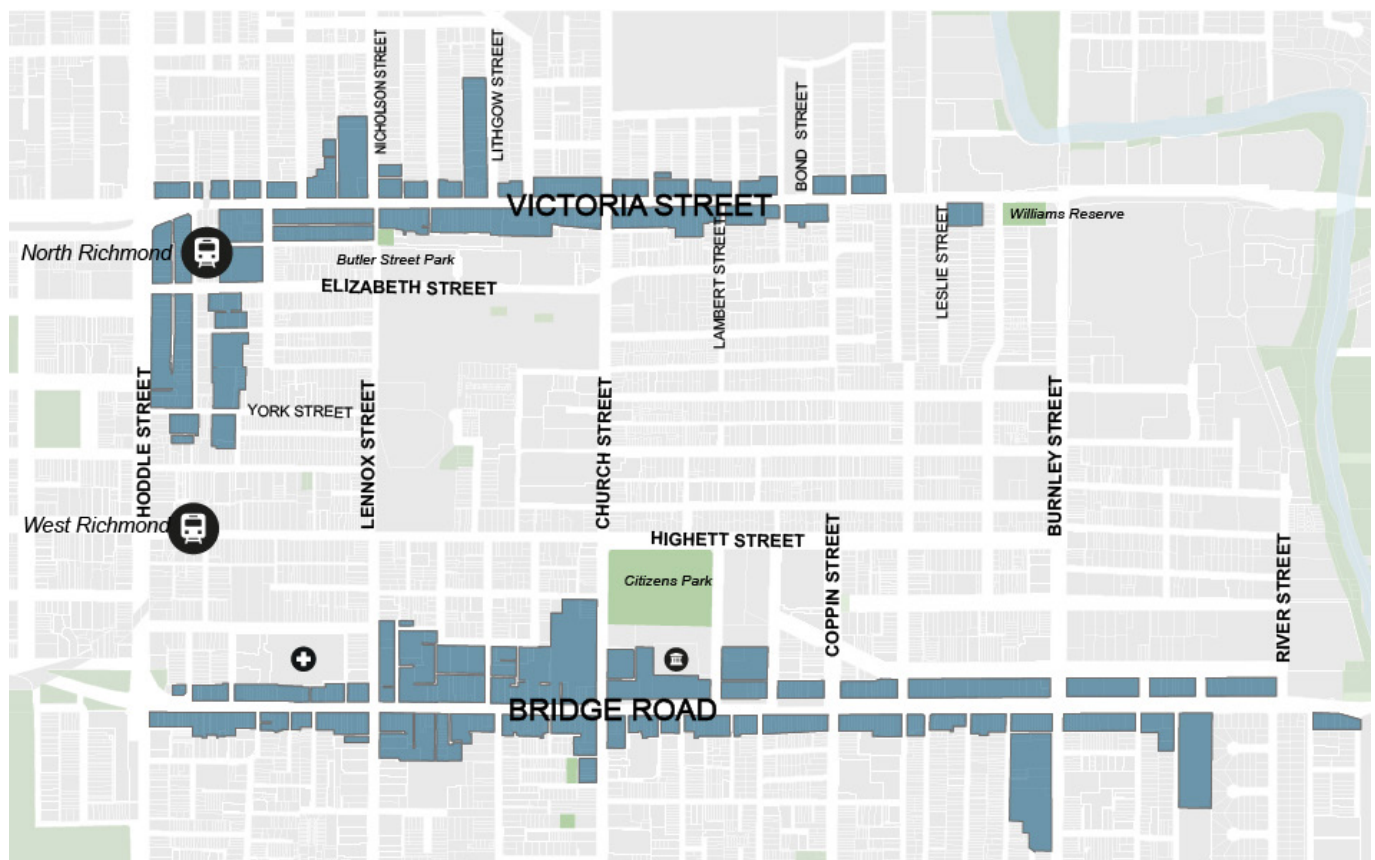 NICHOLSON STREET
LITHGOW STREET
BOND STREET
VICTORIA STREET
Williams Reserve
North Richmond
Butler Street Park
ELIZABETH STREET
LAMBERT STREET
LESLIE STREET
HODDLE STREET
YORK STREET
LENNOX STREET
CHURCH STREET
BURNLEY STREET
West Richmond
HIGHETT STREET
COPPIN STREET
Citizens Park
RIVER STREET
BRIDGE ROAD